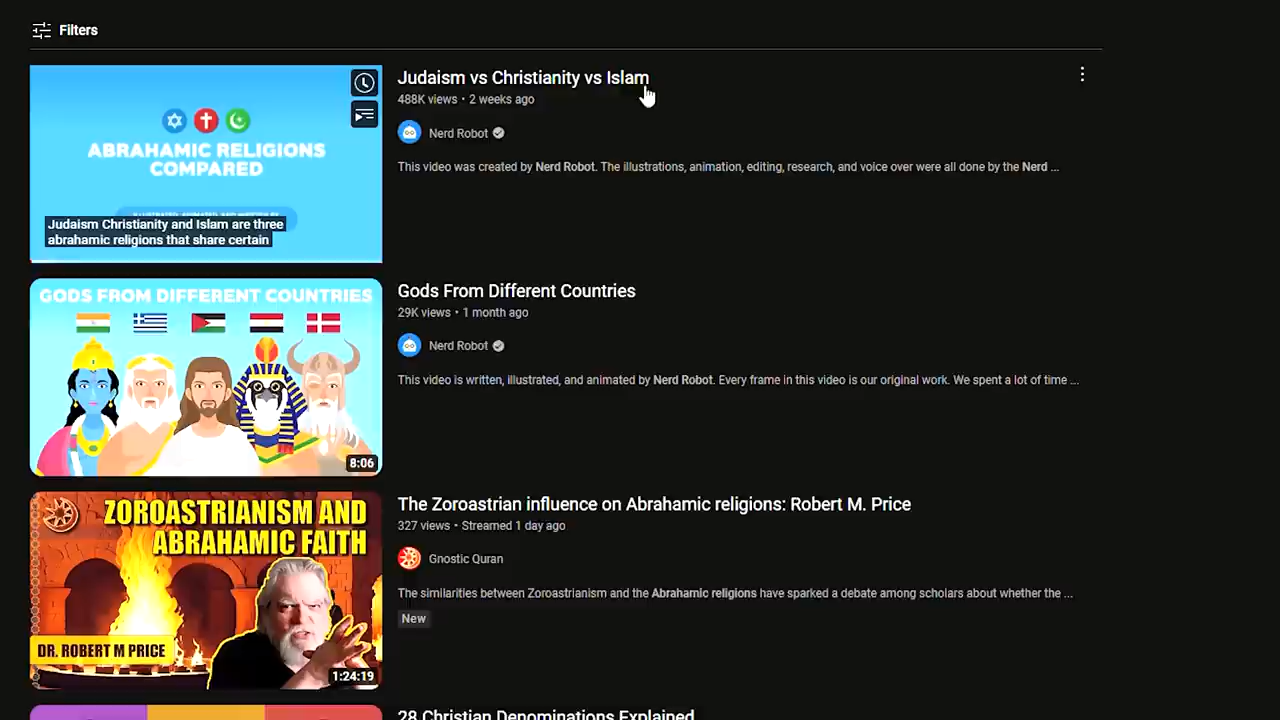 Filters
ABRAHAMIC RELIGIONS
COMPARED
Judaism Christianity and Islam are three
abrahamic religions that share certain
Judaism vs Christianity vs Islam
488K views • 2 weeks ago
Nerd Robot
This video was created by Nerd Robot. The illustrations, animation, editing, research, and voice over were all done by the Nerd ...
GODS FROM DIFFERENT COUNTRIES
8:06
Gods From Different Countries
29K views • 1 month ago
Nerd Robot
This video is written, illustrated, and animated by Nerd Robot. Every frame in this video is our original work. We spent a lot of time ...
ZOROASTRIANISM AND
ABRAHAMIC FAITH
DR. ROBERT M PRICE
1:24:19
The Zoroastrian influence on Abrahamic religions: Robert M. Price
327 views • Streamed 1 day ago
Gnostic Quran
The similarities between Zoroastrianism and the Abrahamic religions have sparked a debate among scholars about whether the ...
New
28 Christian Denominations Explained